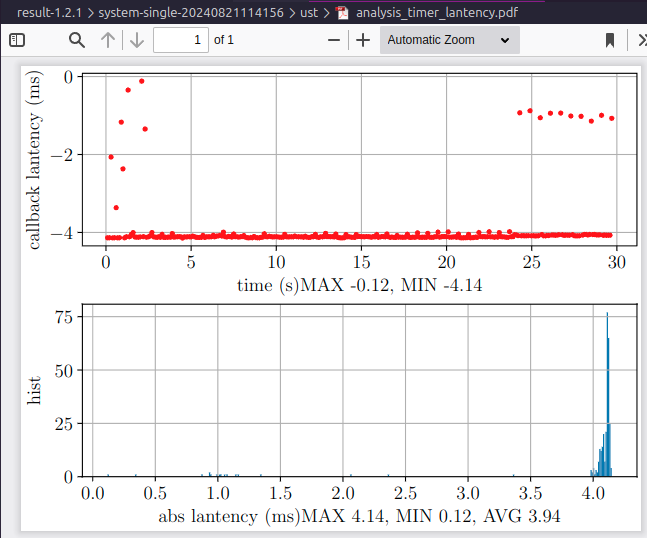 result-1.2.1 > system-single-20240821114156 > ust > analysis_timer_lantency.pdf
1 of 1 Automatic Zoom
callback lantency (ms)
0
−2
−4
0 5 10 15 20 25 30
time (s)MAX -0.12, MIN -4.14
hist
75
50
25
0
0.0 0.5 1.0 1.5 2.0 2.5 3.0 3.5 4.0
abs lantency (ms)MAX 4.14, MIN 0.12, AVG 3.94